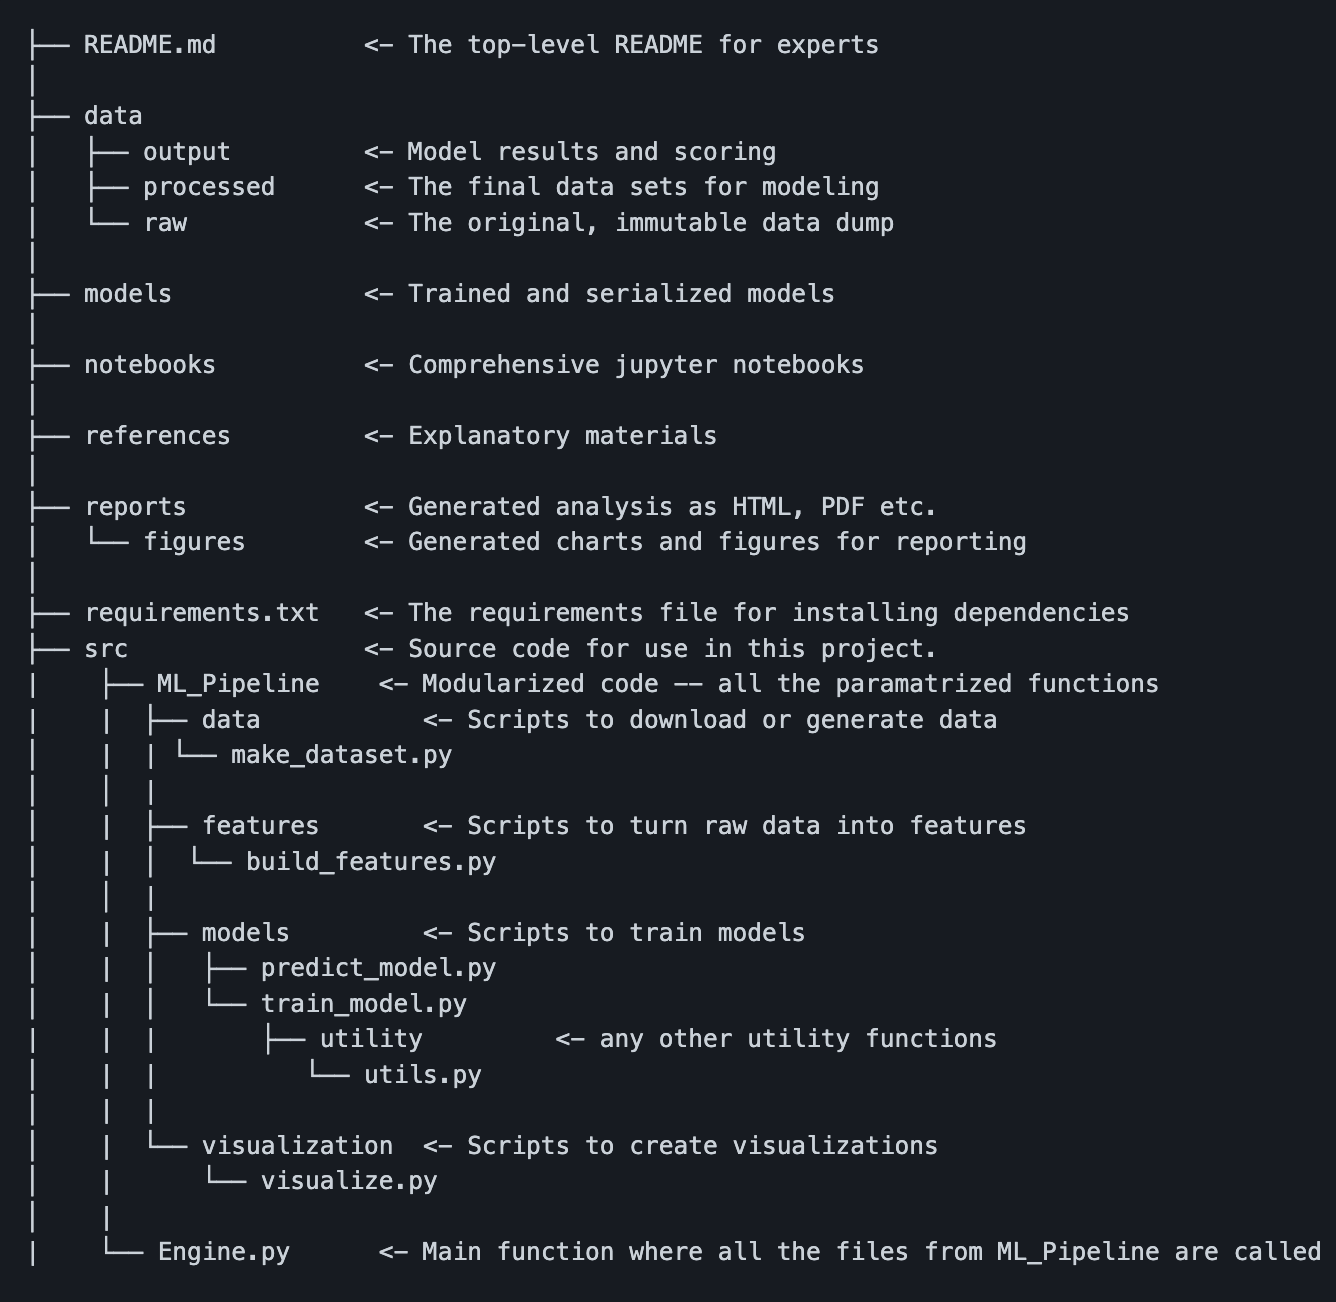 ├── README.md          <- The top-level README for experts
│
├── data
│   ├── output         <- Model results and scoring
│   ├── processed      <- The final data sets for modeling
│   └── raw            <- The original, immutable data dump
│
├── models             <- Trained and serialized models
│
├── notebooks          <- Comprehensive jupyter notebooks
│
├── references         <- Explanatory materials
│
├── reports            <- Generated analysis as HTML, PDF etc.
│   └── figures        <- Generated charts and figures for reporting
│
├── requirements.txt   <- The requirements file for installing dependencies
├── src                <- Source code for use in this project.
|    ├── ML_Pipeline    <- Modularized code -- all the paramatrized functions
│    |  ├── data           <- Scripts to download or generate data
│    |  | └── make_dataset.py
│    │  |
│    |  ├── features       <- Scripts to turn raw data into features
│    |  │  └── build_features.py
│    │  |
│    |  ├── models         <- Scripts to train models
│    |  │   ├── predict_model.py
│    |  │   └── train_model.py
|    |  |       ├── utility         <- any other utility functions
│    |  |          └── utils.py
│    |  |
│    |  └── visualization  <- Scripts to create visualizations
│    |      └── visualize.py
│    |
|    └── Engine.py      <- Main function where all the files from ML_Pipeline are called